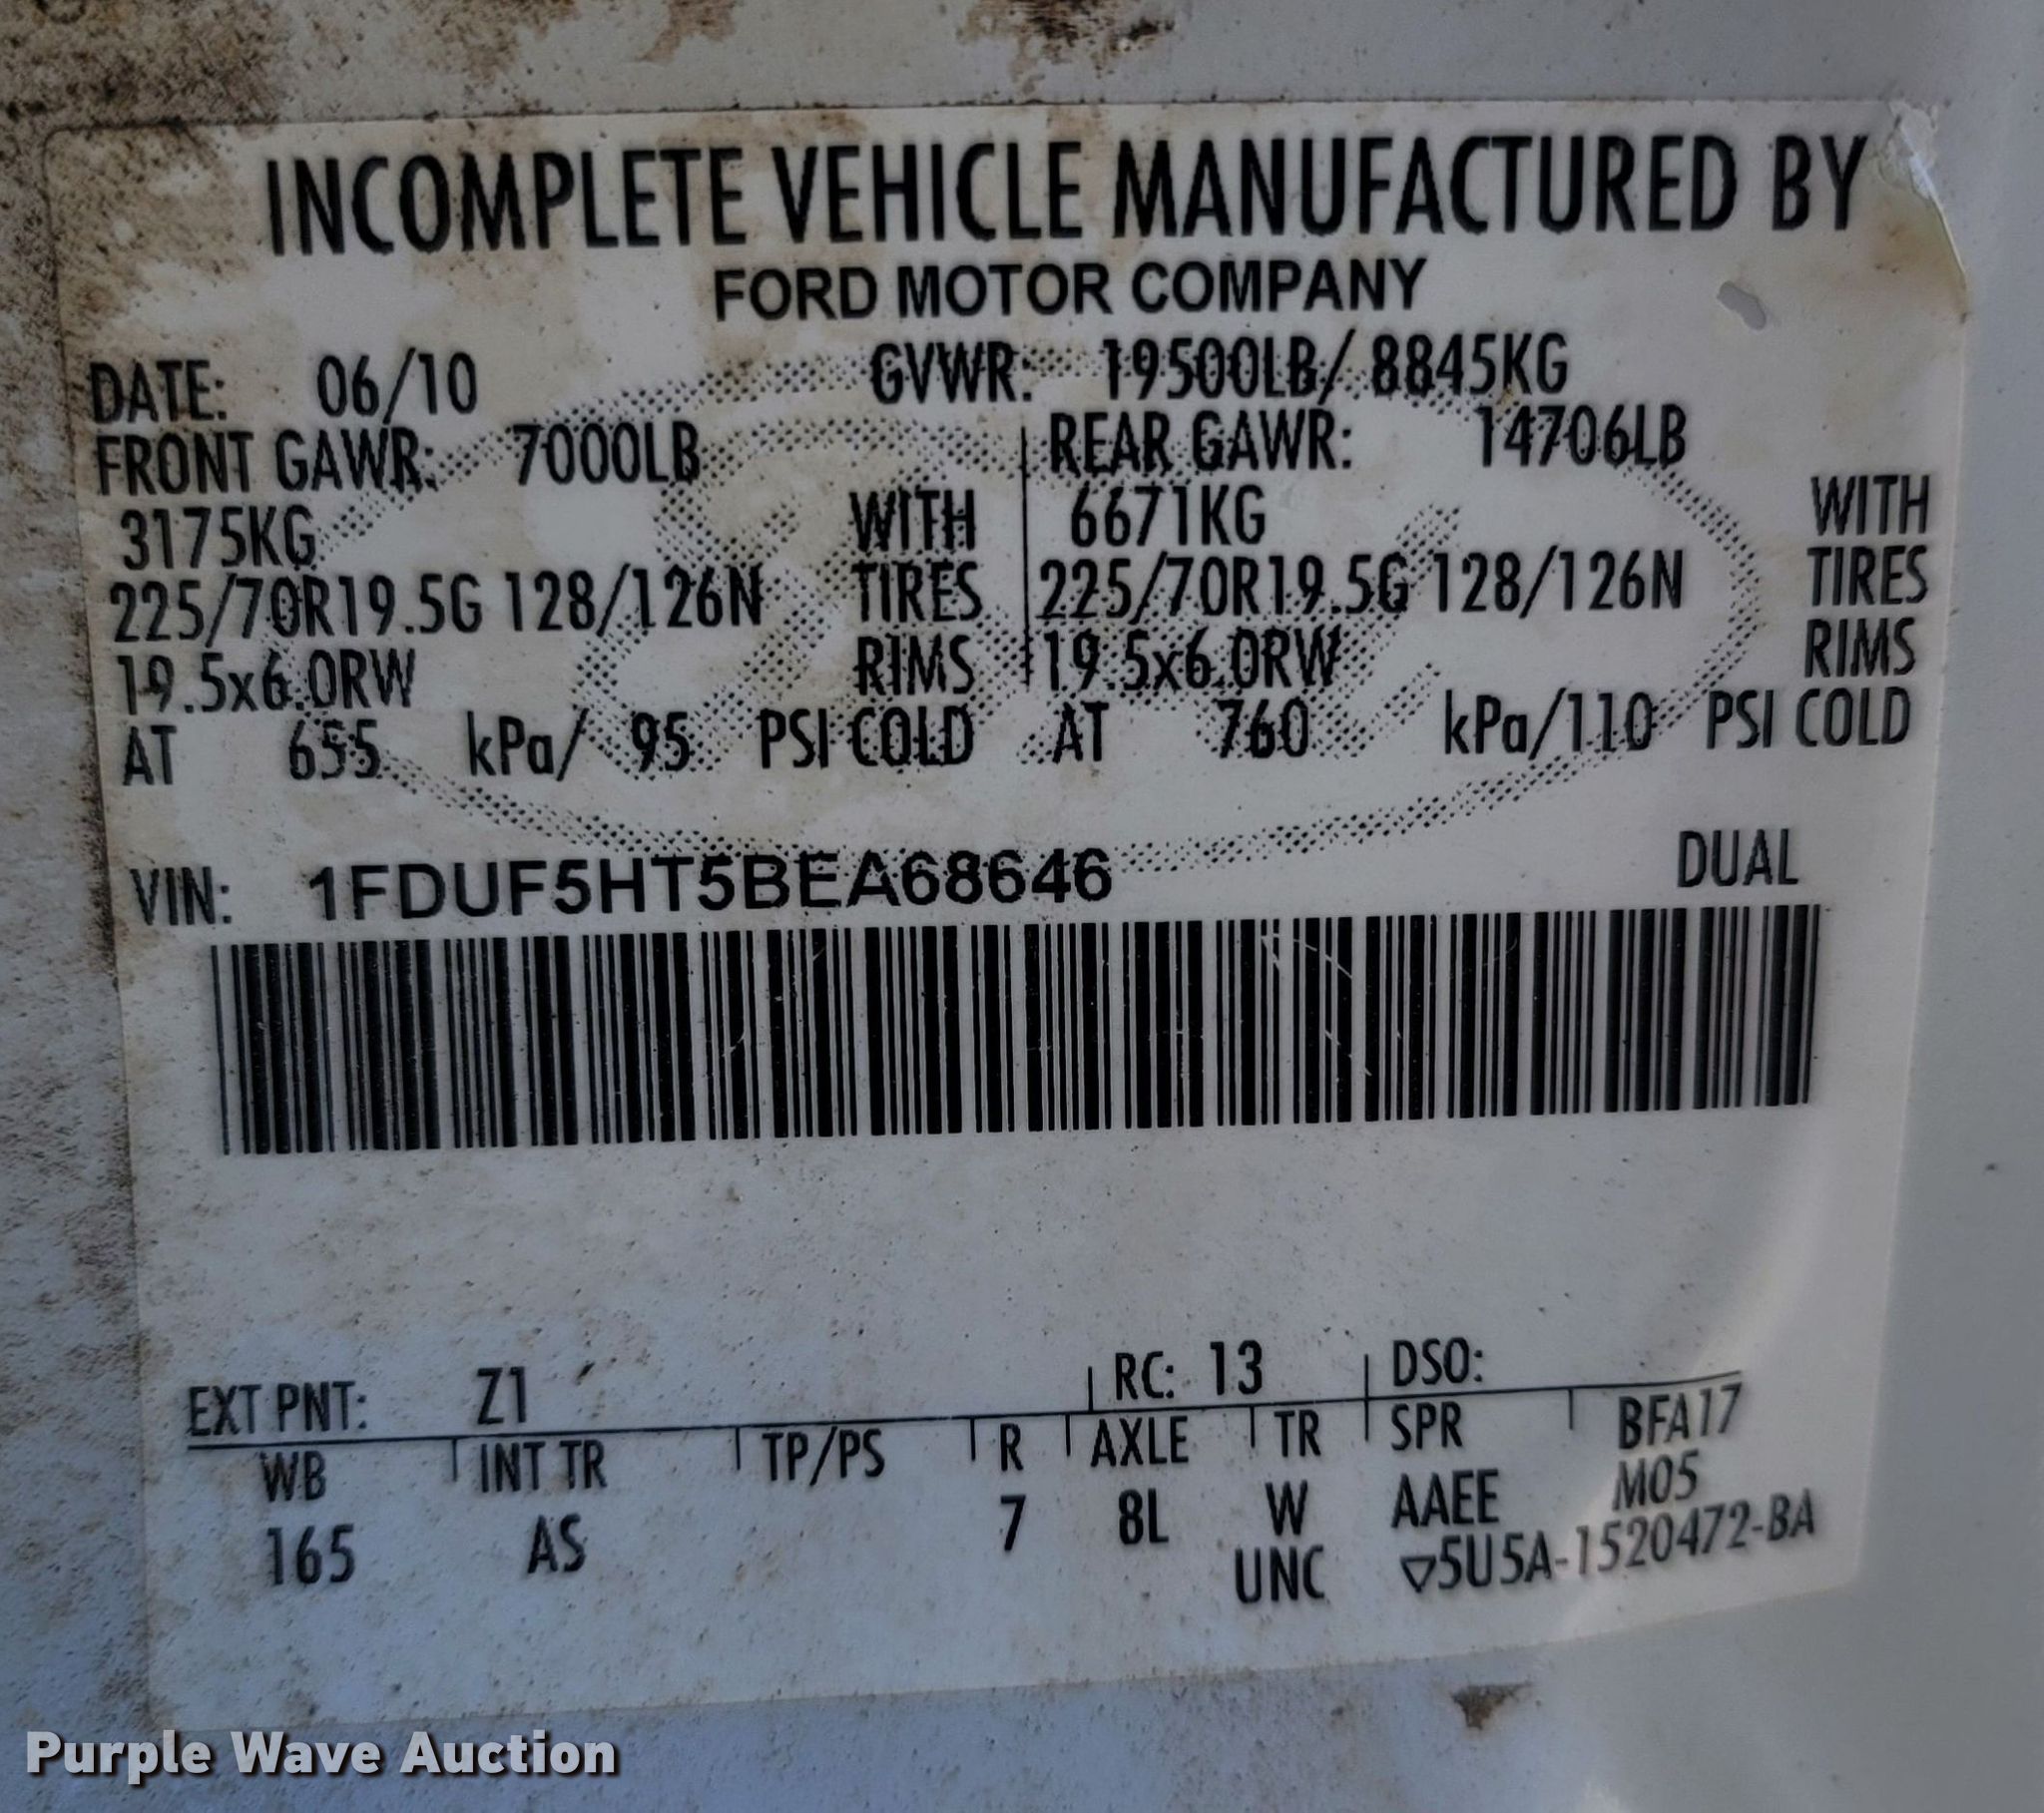 INCOMPLETE VEHICLE MANUFACTURED BY
FORD MOTOR COMPANY
DATE: 06/10 GVWR: 19500LB/ 8845KG
FRONT GAWR: 7000LB REAR GAWR: 14706LB
3175KG WITH 6671KG WITH
225/70R19.5G 128/126N TIRES 225/70R19.5G 128/126N TIRES
19.5x6.0RW RIMS 19.5x6.0RW RIMS
AT 655 kPa/ 95 PSI COLD AT 760 kPa/110 PSI COLD
VIN: 1FDUF5HT5BEA68646 DUAL
EXT PNT: Z1 RC: 13 DSO:
WB INT TR TP/PS R AXLE TR SPR BFA17
165 AS 7 8L W AAEE M05
UNC ▽5U5A-1520472-BA
Purple Wave Auction